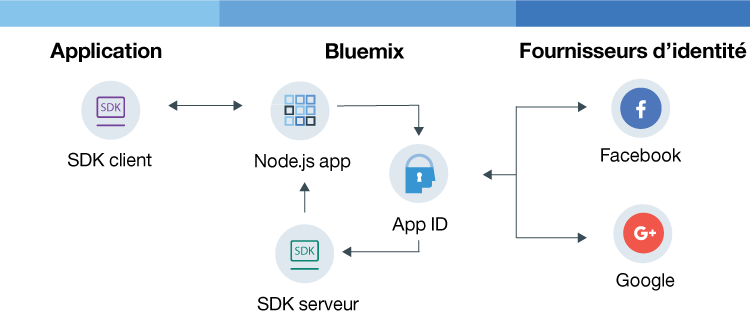 Application
Bluemix
Fournisseurs d’identité
SDK
SDK client
Node.js app
App ID
SDK
SDK serveur
f
Facebook
G+
Google